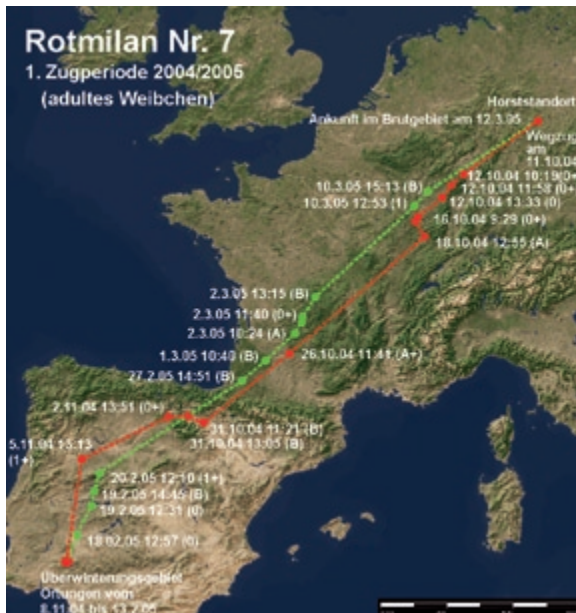 Rotmilan Nr. 7
1. Zugperiode 2004/2005
(adultes Weibchen)
Horststandort
Ankunft im Brutgebiet am 12.3.05
Wegzug
am
11.10.04
12.10.04 10:19 (0+
10.3.05 15:13 (B)
12.10.04 11:58 (0+
10.3.05 12:53 (1)
12.10.04 13:33 (0)
16.10.04 9:29 (0+)
18.10.04 12:55 (A)
2.3.05 13:15 (B)
2.3.05 11:40 (0+)
2.3.05 10:24 (A)
1.3.05 10:40 (B)
26.10.04 11:41 (A+)
27.2.05 14:51 (B)
2.11.04 13:51 (0+)
31.10.04 11:21 (B)
31.10.04 13:05 (B)
5.11.04 15:13
(1+)
20.2.05 12:10 (1+)
19.2.05 14:45 (B)
19.2.05 12:31 (0)
18.02.05 12:57 (0)
Überwinterungsgebiet
Ortungen vom
8.11.04 bis 13.2.05